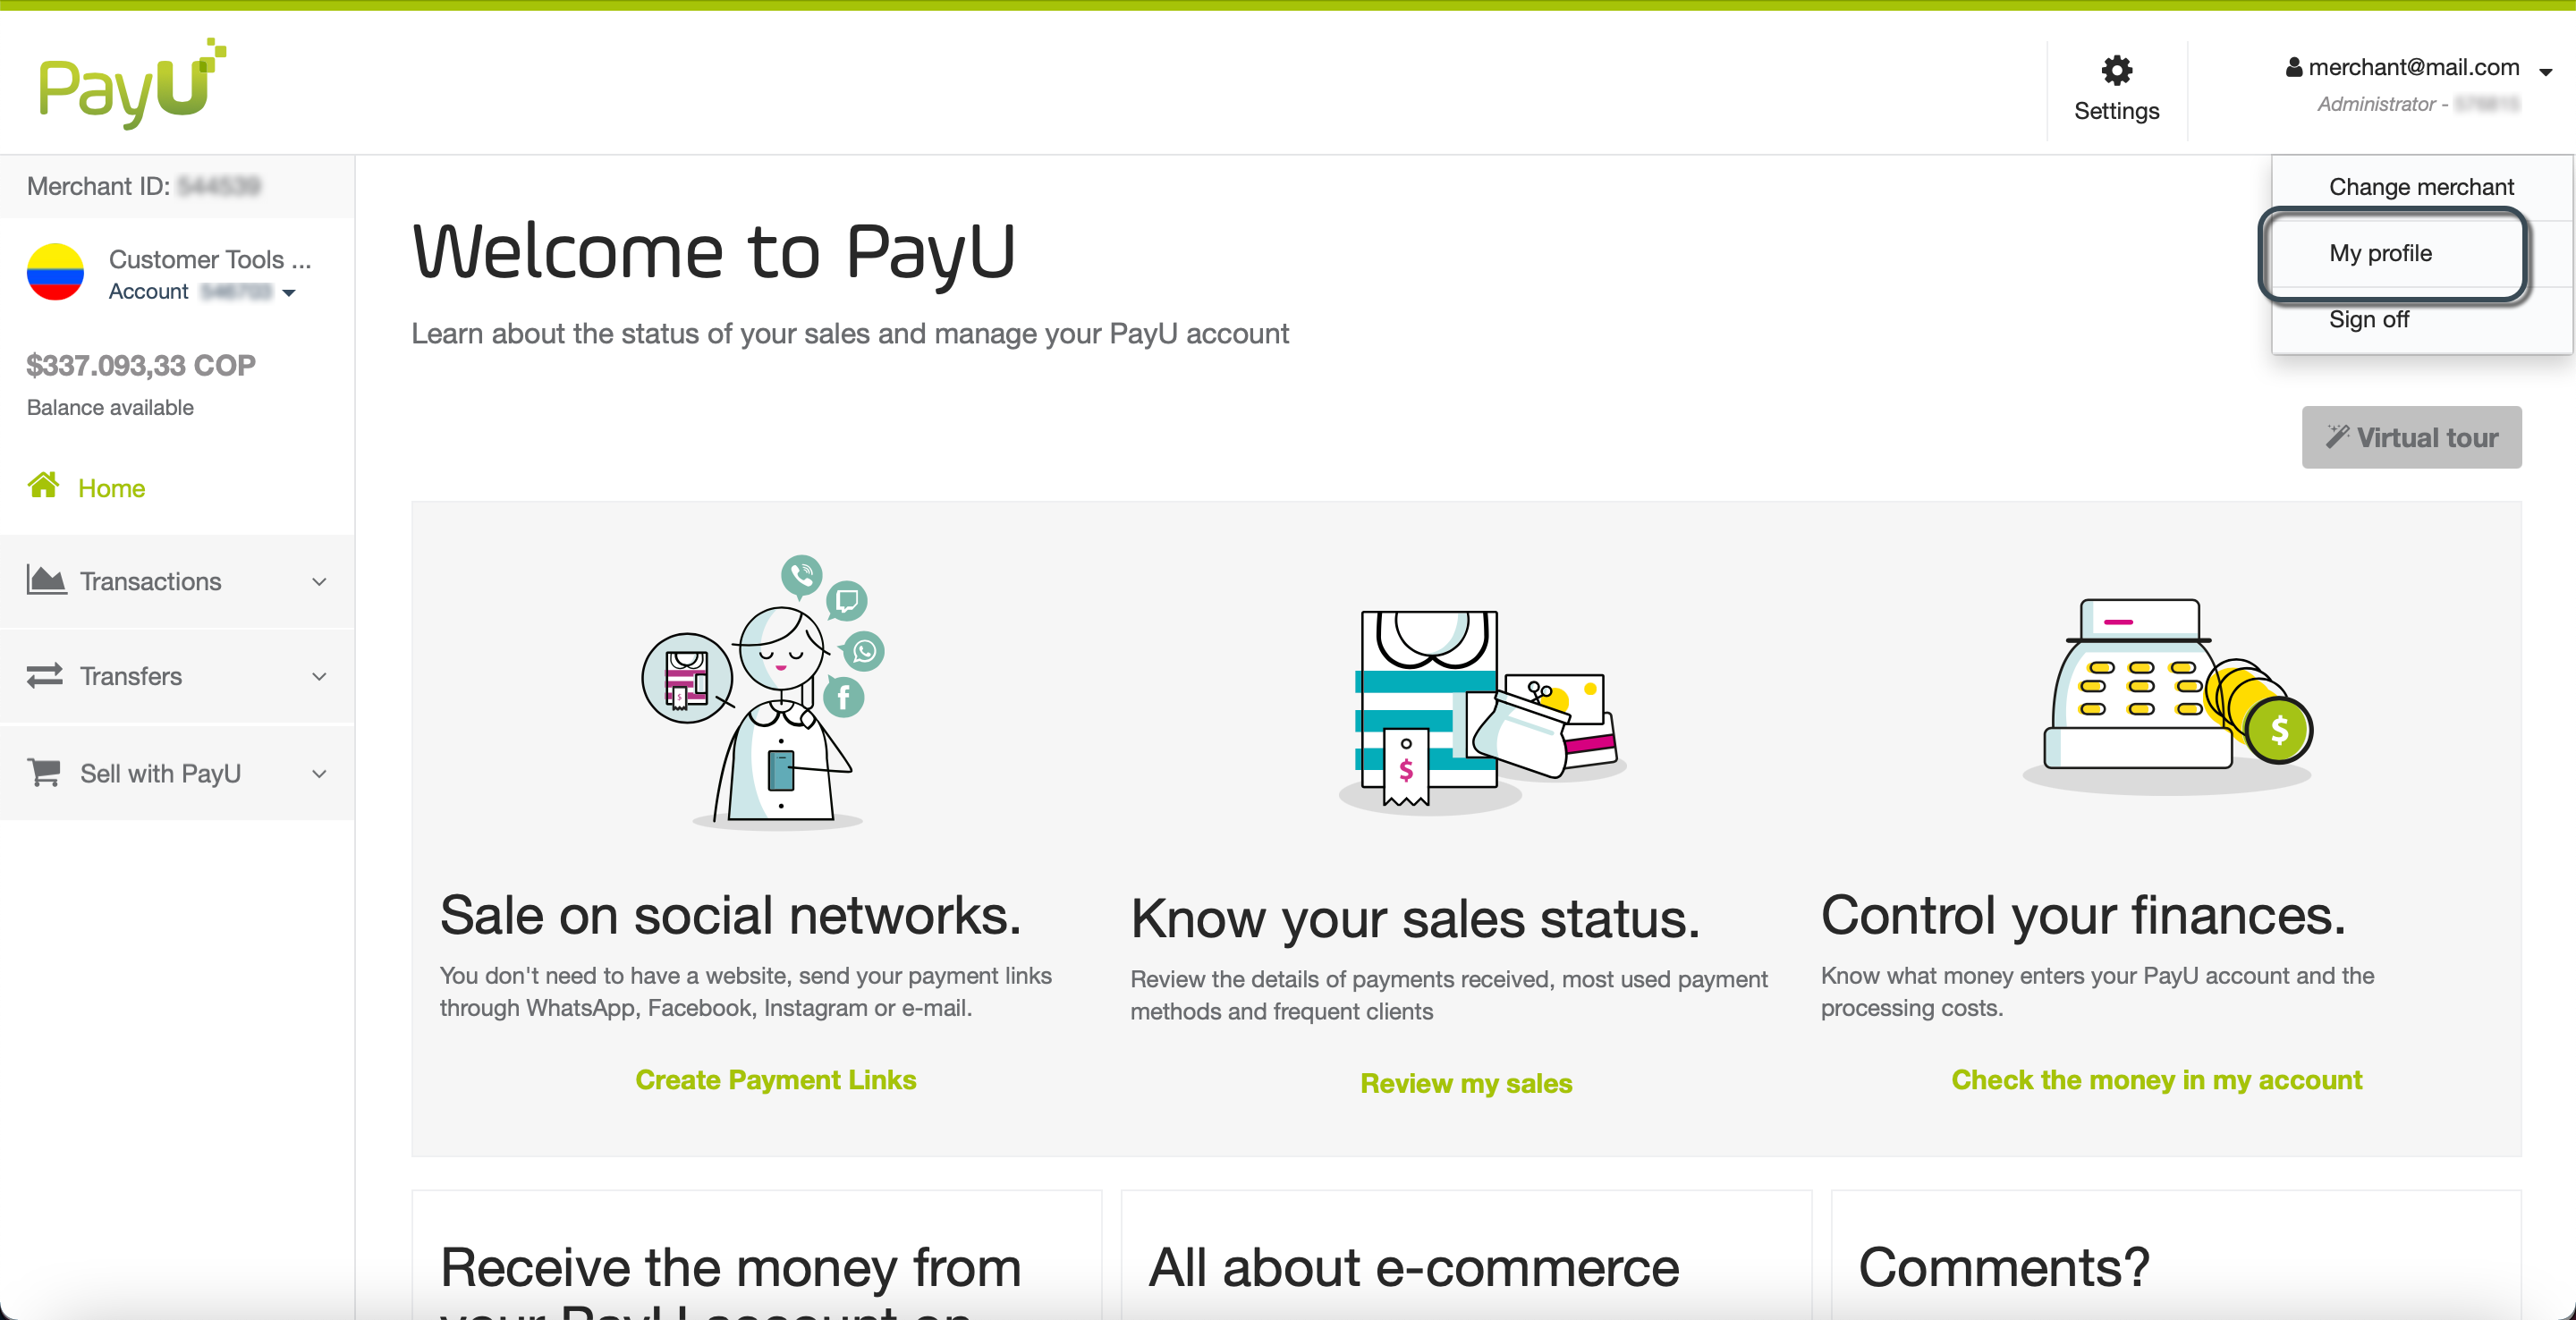 PayU
Settings
merchant@mail.com
Administrator -
Merchant ID:
Change merchant
My profile
Sign off
Customer Tools ...
Account
$337.093,33 COP
Balance available
Home
Transactions
Transfers
Sell with PayU
Welcome to PayU
Learn about the status of your sales and manage your PayU account
Virtual tour
Sale on social networks.
You don't need to have a website, send your payment links
through WhatsApp, Facebook, Instagram or e-mail.
Create Payment Links
Know your sales status.
Review the details of payments received, most used payment
methods and frequent clients
Review my sales
Control your finances.
Know what money enters your PayU account and the
processing costs.
Check the money in my account
Receive the money from
your PayU account on
All about e-commerce
Comments?